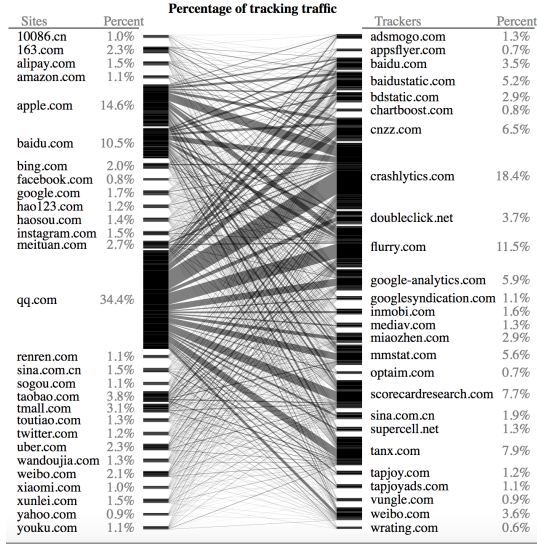 Percentage of tracking traffic
Sites Percent
10086.cn 1.0%
163.com 2.3%
alipay.com 1.5%
amazon.com 1.1%
apple.com 14.6%
baidu.com 10.5%
bing.com 2.0%
facebook.com 0.8%
google.com 1.7%
hao123.com 1.2%
haosou.com 1.4%
instagram.com 1.5%
meituan.com 2.7%
qq.com 34.4%
renren.com 1.1%
sina.com.cn 1.5%
sogou.com 1.1%
taobao.com 3.8%
tmall.com 3.1%
toutiao.com 1.3%
twitter.com 1.2%
uber.com 2.3%
wandoujia.com 1.3%
weibo.com 2.1%
xiaomi.com 1.0%
xunlei.com 1.5%
yahoo.com 0.9%
youku.com 1.1%
Trackers Percent
adsmogo.com 1.3%
appsflyer.com 0.7%
baidu.com 3.5%
baidustatic.com 5.2%
bdstatic.com 2.9%
chartboost.com 0.8%
cnzz.com 6.5%
crashlytics.com 18.4%
doubleclick.net 3.7%
flurry.com 11.5%
google-analytics.com 5.9%
googlesyndication.com 1.1%
inmobi.com 1.6%
mediav.com 1.3%
miaozhen.com 2.9%
mmstat.com 5.6%
optaim.com 0.7%
scorecardresearch.com 7.7%
sina.com.cn 1.9%
supercell.net 1.3%
tanx.com 7.9%
tapjoy.com 1.2%
tapjoyads.com 1.1%
vungle.com 0.9%
weibo.com 3.6%
wrating.com 0.6%